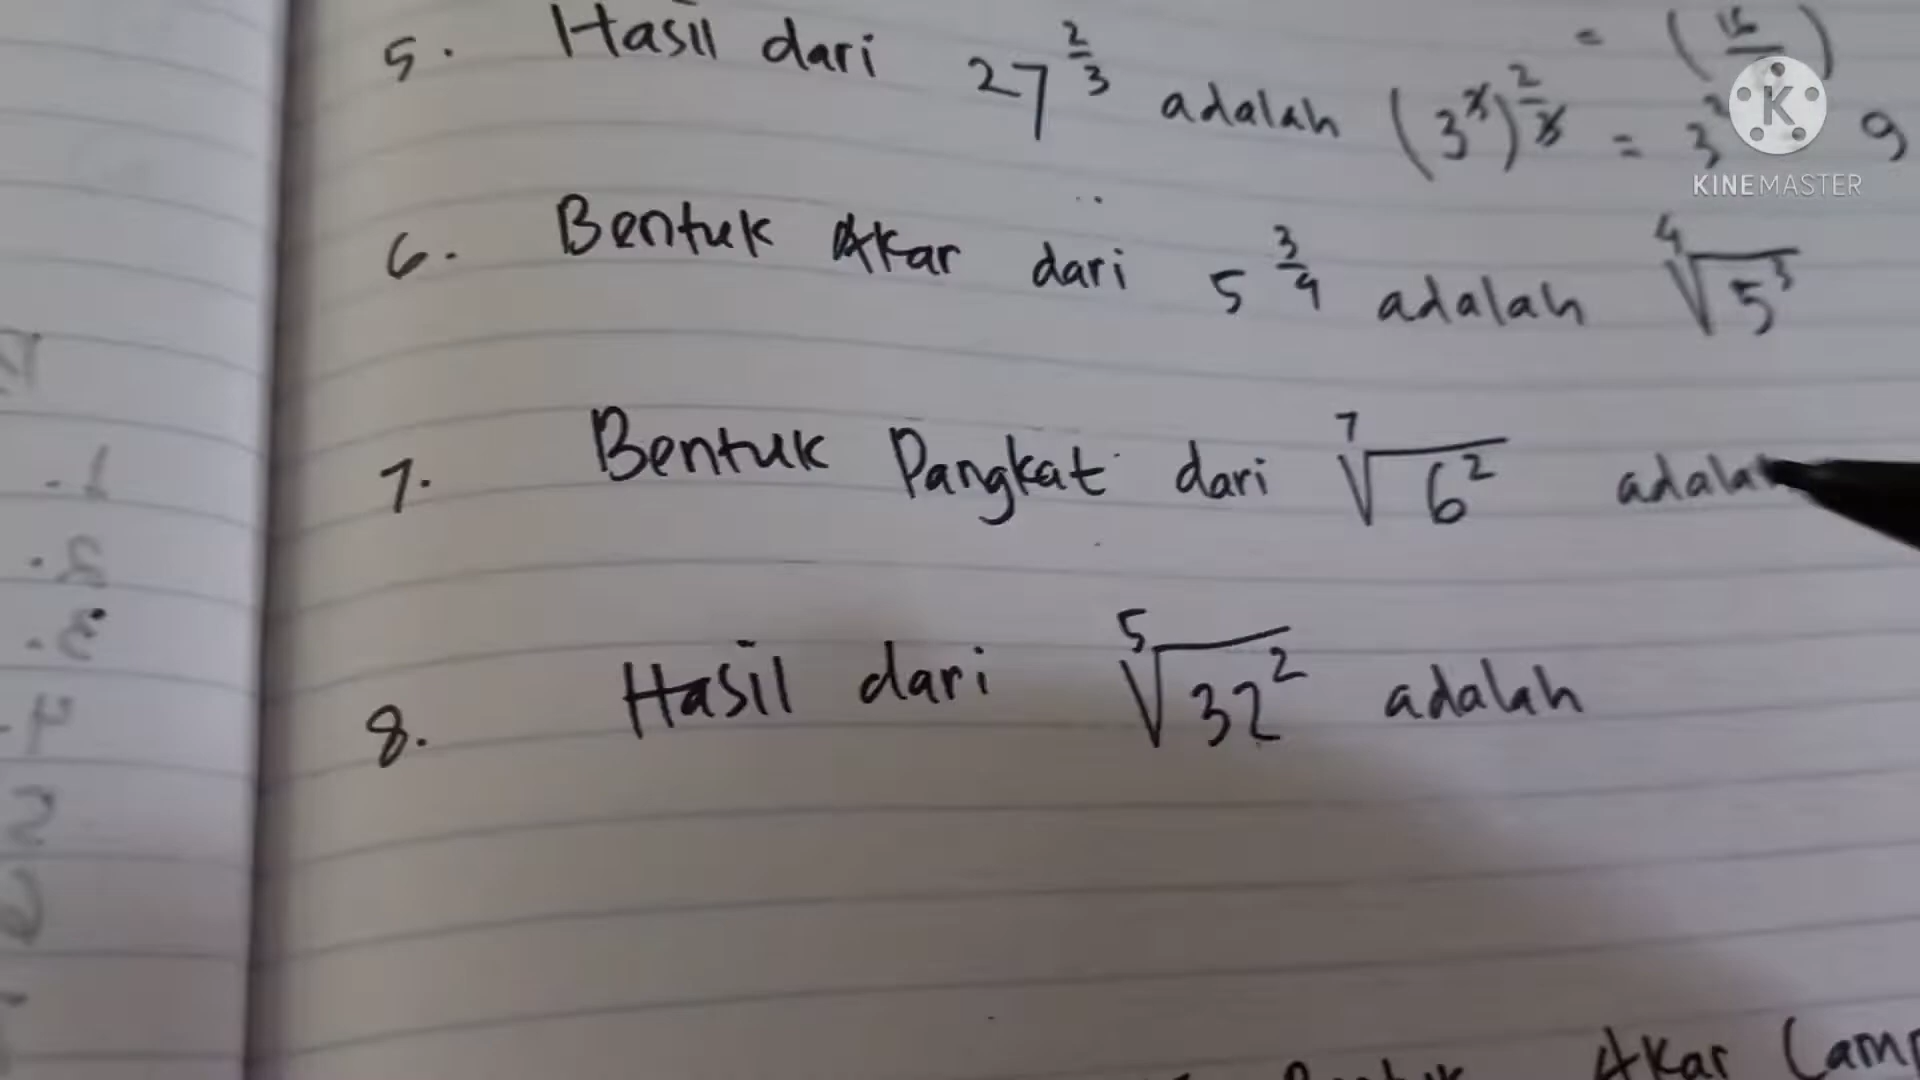 = (16/
5. Hasil dari 27^(2/3) adalah (3^3)^(2/3) = 3^2 9
KINEMASTER
6. Bentuk Akar dari 5^(3/4) adalah ⁴√5³
7. Bentuk Pangkat dari ⁷√6² adalah
8. Hasil dari ⁵√32² adalah
Akar Camp